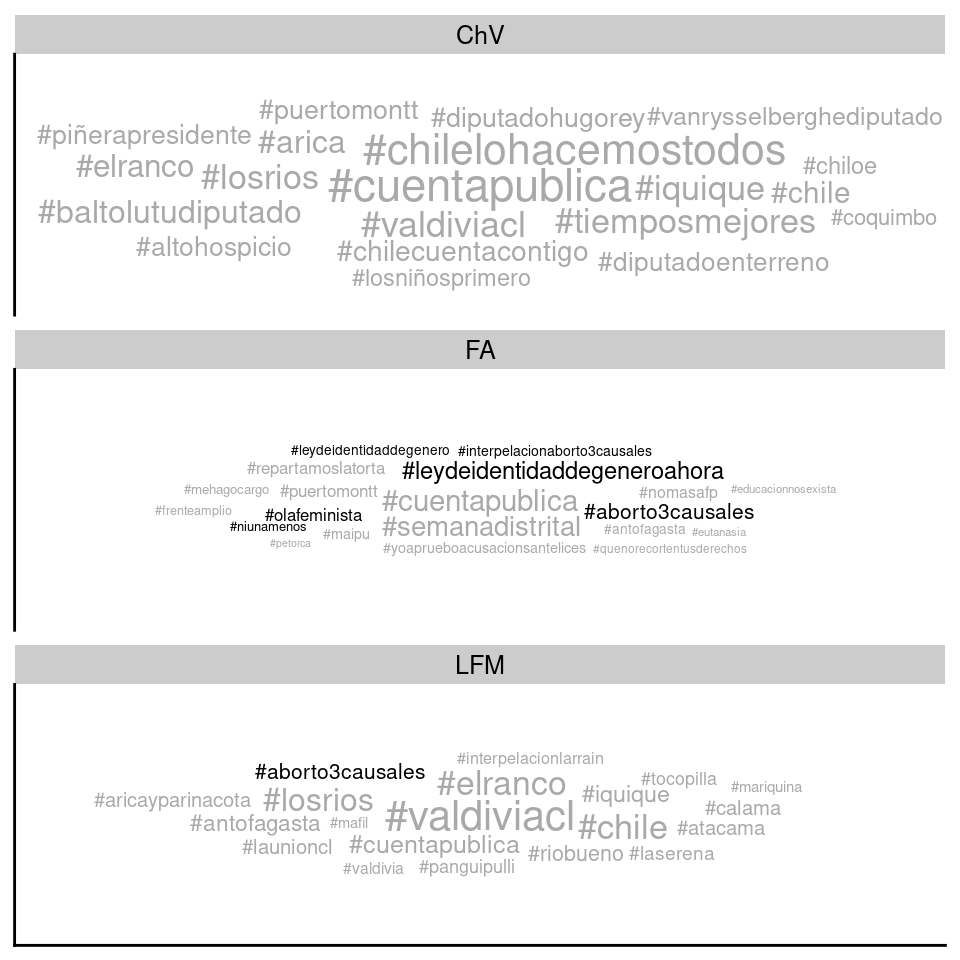 ChV
#puertomontt #diputadohugorey #vanrysselberghediputado
#piñerapresidente #arica #chilelohacemostodos
#elranco #losrios #cuentapublica #iquique #chile #chiloe
#baltolutudiputado #valdiviacl #tiemposmejores #coquimbo
#altohospicio #chilecuentacontigo #diputadoenterreno
#losniñosprimero
FA
#leydeidentidaddegenero #interpelacionaborto3causales
#repartamoslatorta #leydeidentidaddegeneroahora
#mehagocargo #puertomontt #cuentapublica #nomasafp #educacionnosexista
#frenteamplio #olafeminista #aborto3causales
#niunamenos #maipu #semanadistrital #antofagasta #eutanasia
#petorca #yoaprueboacusacionsantelices #quenorecortentusderechos
LFM
#interpelacionlarrain
#aborto3causales #elranco #tocopilla #mariquina
#aricayparinacota #losrios #iquique #calama
#antofagasta #mafil #valdiviacl #chile #atacama
#launioncl #cuentapublica #riobueno #laserena
#valdivia #panguipulli